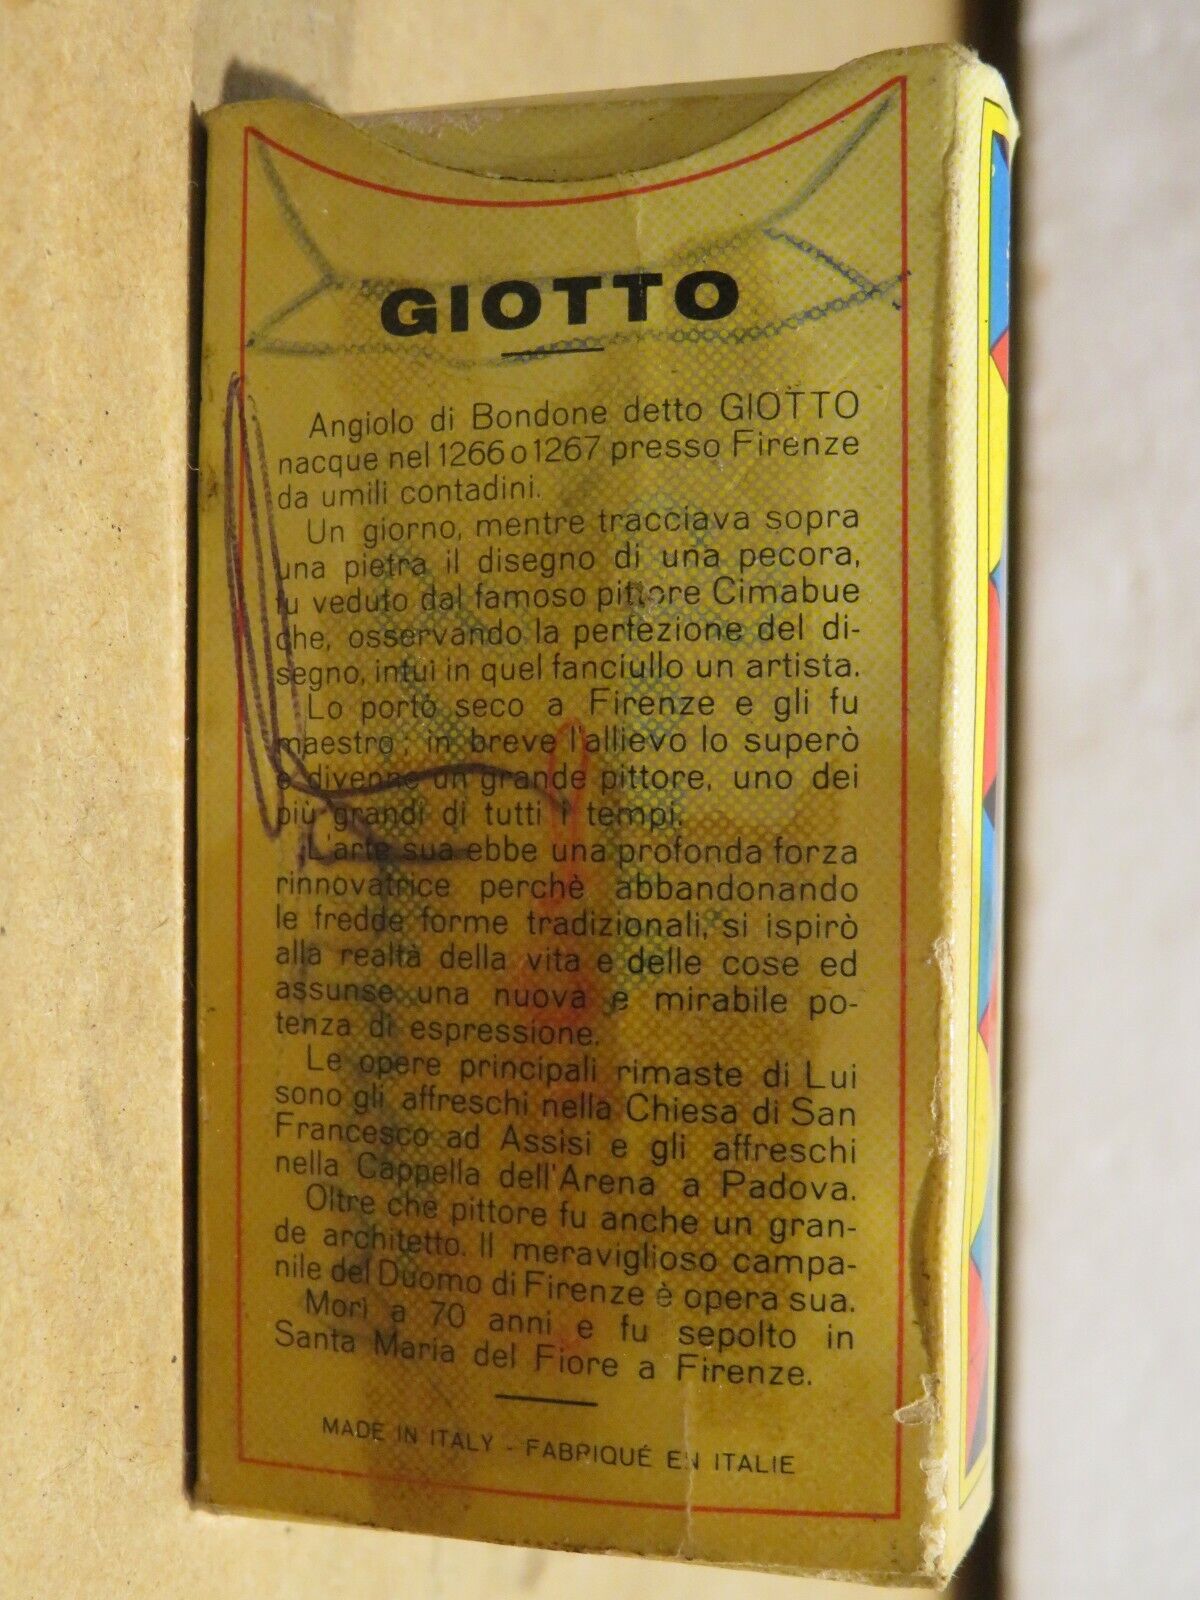 GIOTTO
Angiolo di Bondone detto GIOTTO
nacque nel 1266 o 1267 presso Firenze
da umili contadini.
Un giorno, mentre tracciava sopra
una pietra il disegno di una pecora,
fu veduto dal famoso pittore Cimabue
che, osservando la perfezione del di-
segno, intuì in quel fanciullo un artista.
Lo portò seco a Firenze e gli fu
maestro; in breve l'allievo lo superò
e divenne un grande pittore, uno dei
più grandi di tutti i tempi.
L'arte sua ebbe una profonda forza
rinnovatrice perchè abbandonando
le fredde forme tradizionali, si ispirò
alla realtà della vita e delle cose ed
assunse una nuova e mirabile po-
tenza di espressione.
Le opere principali rimaste di Lui
sono gli affreschi nella Chiesa di San
Francesco ad Assisi e gli affreschi
nella Cappella dell'Arena a Padova.
Oltre che pittore fu anche un gran-
de architetto. Il meraviglioso campa-
nile del Duomo di Firenze è opera sua.
Morì a 70 anni e fu sepolto in
Santa Maria del Fiore a Firenze.
MADE IN ITALY - FABRIQUÉ EN ITALIE